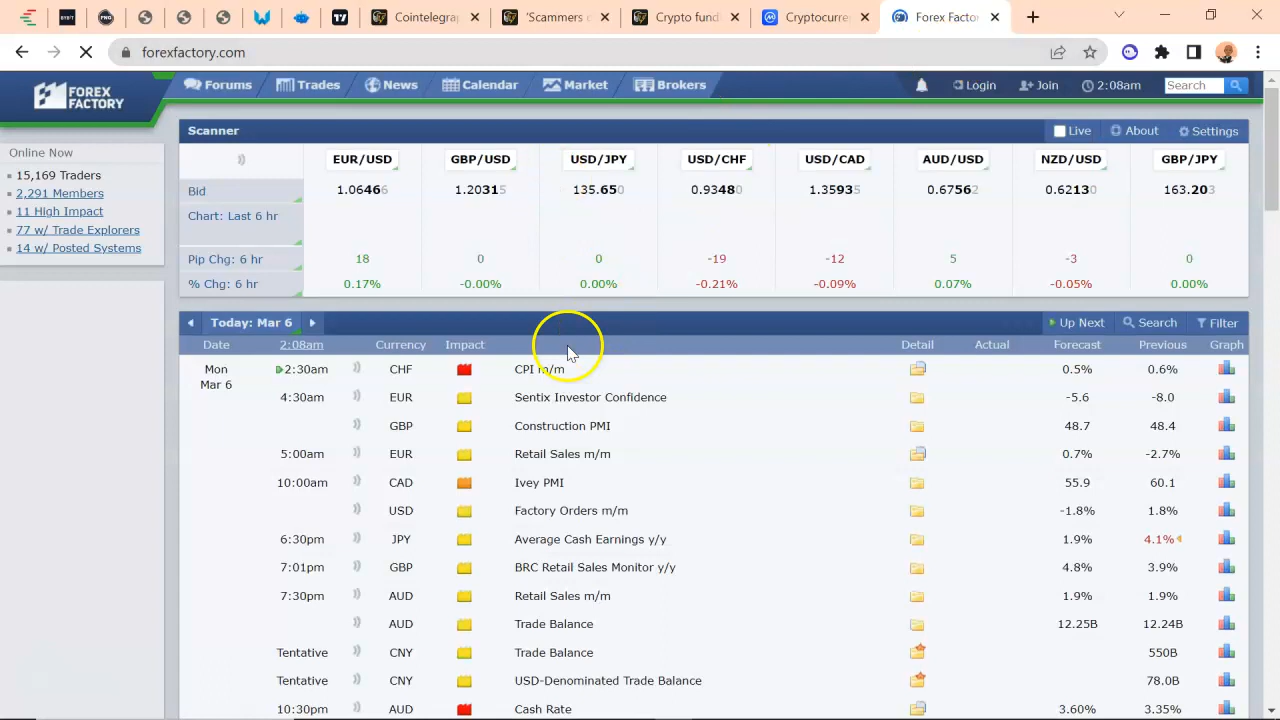 Cointelegrap
'Scammers c
Crypto fund
Cryptocurre
Forex Facto
forexfactory.com
FOREX FACTORY
Forums Trades News Calendar Market Brokers
Login Join 2:08am Search
Online Now
15,169 Traders
2,291 Members
11 High Impact
77 w/ Trade Explorers
14 w/ Posted Systems
Scanner Live About Settings
EUR/USD GBP/USD USD/JPY USD/CHF USD/CAD AUD/USD NZD/USD GBP/JPY
Bid 1.06466 1.20315 135.650 0.93480 1.35935 0.67562 0.62130 163.203
Chart: Last 6 hr
Pip Chg: 6 hr 18 0 0 -19 -12 5 -3 0
% Chg: 6 hr 0.17% -0.00% 0.00% -0.21% -0.09% 0.07% -0.05% 0.00%
Today: Mar 6 Up Next Search Filter
Date 2:08am Currency Impact Detail Actual Forecast Previous Graph
Mon Mar 6 2:30am CHF CPI m/m 0.5% 0.6%
4:30am EUR Sentix Investor Confidence -5.6 -8.0
GBP Construction PMI 48.7 48.4
5:00am EUR Retail Sales m/m 0.7% -2.7%
10:00am CAD Ivey PMI 55.9 60.1
USD Factory Orders m/m -1.8% 1.8%
6:30pm JPY Average Cash Earnings y/y 1.9% 4.1%
7:01pm GBP BRC Retail Sales Monitor y/y 4.8% 3.9%
7:30pm AUD Retail Sales m/m 1.9% 1.9%
AUD Trade Balance 12.25B 12.24B
Tentative CNY Trade Balance 550B
Tentative CNY USD-Denominated Trade Balance 78.0B
10:30pm AUD Cash Rate 3.60% 3.35%